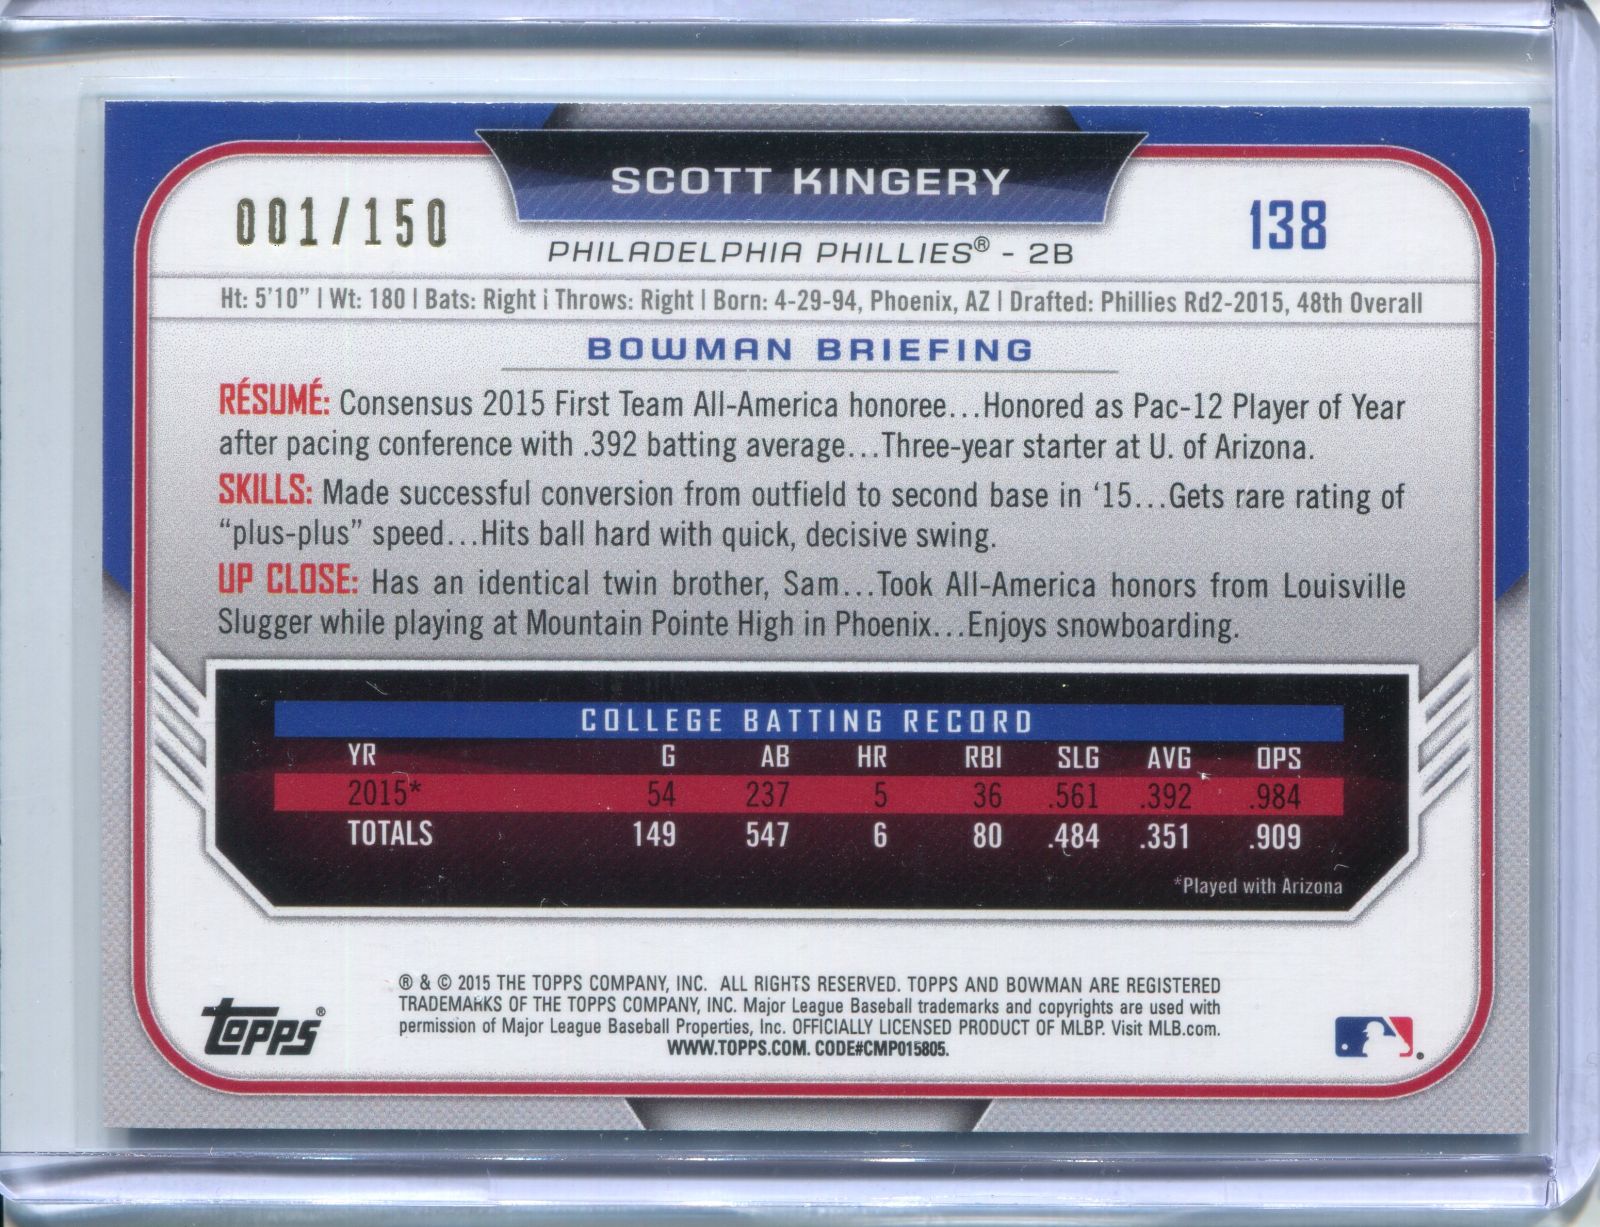 SCOTT KINGERY
001/150
138
PHILADELPHIA PHILLIES® - 2B
Ht: 5'10" | Wt: 180 | Bats: Right | Throws: Right | Born: 4-29-94, Phoenix, AZ | Drafted: Phillies Rd2-2015, 48th Overall
BOWMAN BRIEFING
RÉSUMÉ: Consensus 2015 First Team All-America honoree...Honored as Pac-12 Player of Year
after pacing conference with .392 batting average...Three-year starter at U. of Arizona.
SKILLS: Made successful conversion from outfield to second base in '15...Gets rare rating of
"plus-plus" speed...Hits ball hard with quick, decisive swing.
UP CLOSE: Has an identical twin brother, Sam...Took All-America honors from Louisville
Slugger while playing at Mountain Pointe High in Phoenix...Enjoys snowboarding.
COLLEGE BATTING RECORD
YR G AB HR RBI SLG AVG OPS
2015* 54 237 5 36 .561 .392 .984
TOTALS 149 547 6 80 .484 .351 .909
*Played with Arizona
® & © 2015 THE TOPPS COMPANY, INC. ALL RIGHTS RESERVED. TOPPS AND BOWMAN ARE REGISTERED
TRADEMARKS OF THE TOPPS COMPANY, INC. Major League Baseball trademarks and copyrights are used with
permission of Major League Baseball Properties, Inc. OFFICIALLY LICENSED PRODUCT OF MLBP. Visit MLB.com.
WWW.TOPPS.COM. CODE#CMP015805.
topps®